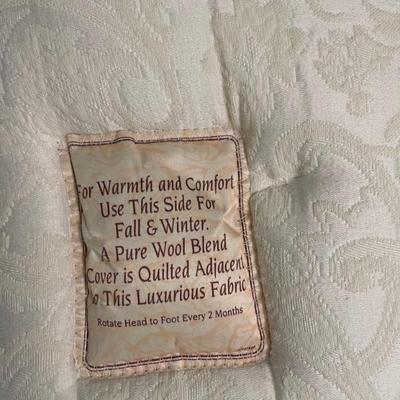 For Warmth and Comfort
Use This Side For
Fall & Winter.
A Pure Wool Blend
Cover is Quilted Adjacent
To This Luxurious Fabric
Rotate Head to Foot Every 2 Months